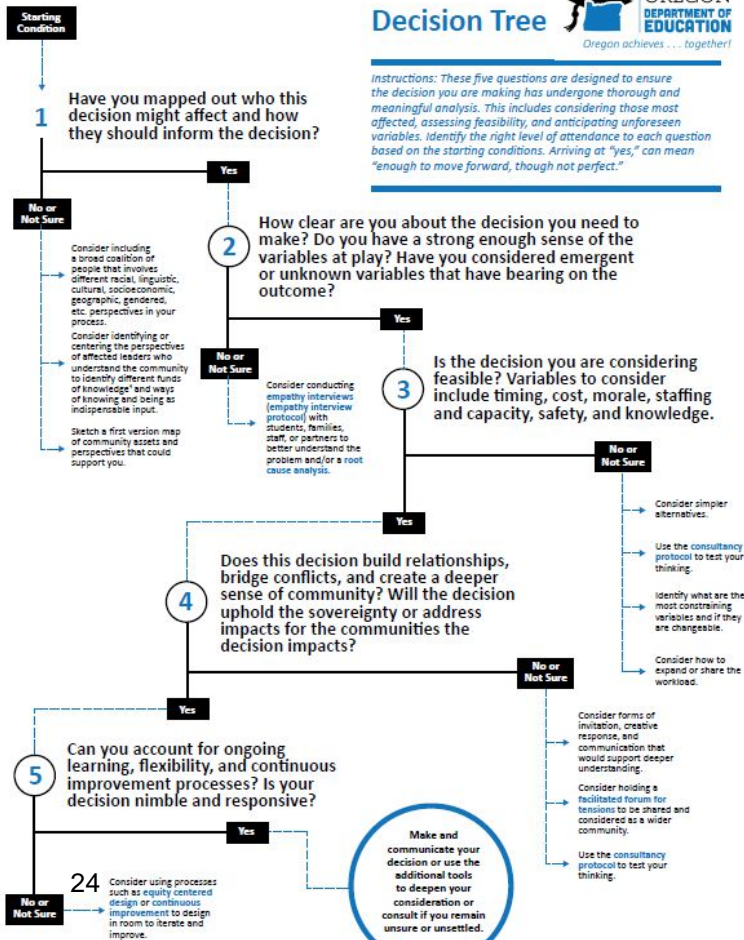 Starting
Condition
Decision Tree
OREGON
DEPARTMENT OF
EDUCATION
Oregon achieves . . . together!
Instructions: These five questions are designed to ensure
the decision you are making has undergone thorough and
meaningful analysis. This includes considering those most
affected, assessing feasibility, and anticipating unforeseen
variables. Identify the right level of attendance to each question
based on the starting conditions. Arriving at "yes," can mean
"enough to move forward, though not perfect."
1
Have you mapped out who this
decision might affect and how
they should inform the decision?
Yes
No or
Not Sure
Consider including
a broad coalition of
people that involves
different racial, linguistic,
cultural, socioeconomic,
geographic, gendered,
etc. perspectives in your
process.
Consider identifying or
centering the perspectives
of affected leaders who
understand the community
to identify different funds
of knowledge¹ and ways
of knowing and being as
indispensable input.
Sketch a first version map
of community assets and
perspectives that could
support you.
2
How clear are you about the decision you need to
make? Do you have a strong enough sense of the
variables at play? Have you considered emergent
or unknown variables that have bearing on the
outcome?
Yes
No or
Not Sure
Consider conducting
empathy interviews
(empathy interview
protocol) with
students, families,
staff, or partners to
better understand the
problem and/or a root
cause analysis.
3
Is the decision you are considering
feasible? Variables to consider
include timing, cost, morale, staffing
and capacity, safety, and knowledge.
No or
Not Sure
Consider simpler
alternatives.
Use the consultancy
protocol to test your
thinking.
Identify what are the
most constraining
variables and if they
are changeable.
Consider how to
expand or share the
workload.
Yes
4
Does this decision build relationships,
bridge conflicts, and create a deeper
sense of community? Will the decision
uphold the sovereignty or address
impacts for the communities the
decision impacts?
No or
Not Sure
Consider forms of
invitation, creative
response, and
communication that
would support deeper
understanding.
Consider holding a
facilitated forum for
tensions to be shared and
considered as a wider
community.
Use the consultancy
protocol to test your
thinking.
Yes
5
Can you account for ongoing
learning, flexibility, and continuous
improvement processes? Is your
decision nimble and responsive?
Yes
No or
Not Sure
24
Consider using processes
such as equity centered
design or continuous
improvement to design
in room to iterate and
improve.
Make and
communicate your
decision or use the
additional tools
to deepen your
consideration or
consult if you remain
unsure or unsettled.